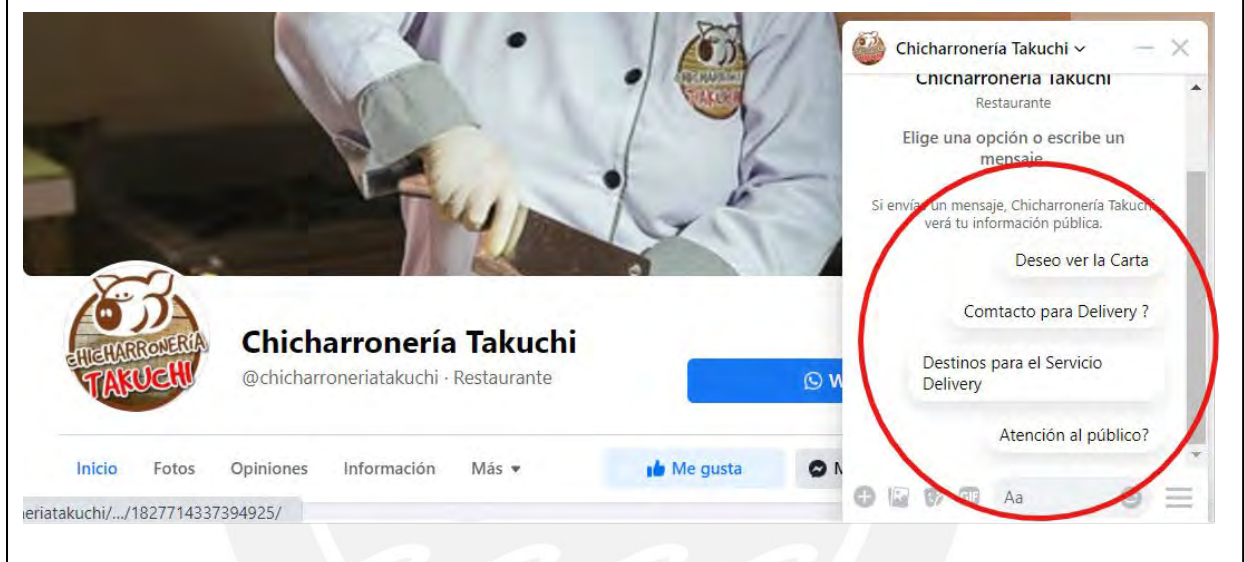 CHICHARRONERÍA
TAKUCHI
Chicharronería Takuchi
@chicharroneriatakuchi · Restaurante
Inicio Fotos Opiniones Información Más
Me gusta
eriatakuchi/.../1827714337394925/
Chicharronería Takuchi
Chicharronería Takuchi
Restaurante
Elige una opción o escribe un
mensaje
Si envías un mensaje, Chicharronería Takuchi
verá tu información pública.
Deseo ver la Carta
Comtacto para Delivery ?
Destinos para el Servicio
Delivery
Atención al público?
GIF
Aa